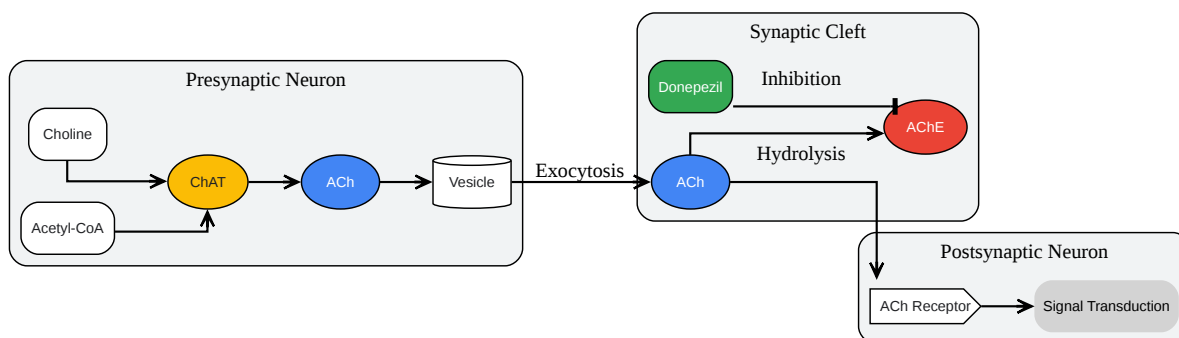 Presynaptic Neuron
Choline
Acetyl-CoA
ChAT
ACh
Vesicle
Exocytosis
Synaptic Cleft
Donepezil
Inhibition
AChE
Hydrolysis
ACh
Postsynaptic Neuron
ACh Receptor
Signal Transduction